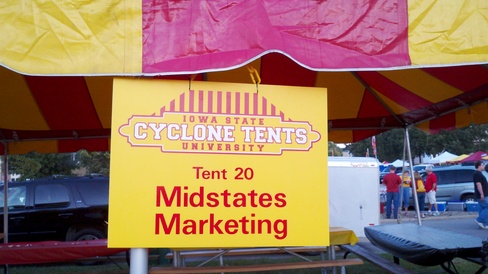 IOWA STATE
CYCLONE TENTS
UNIVERSITY
Tent 20
Midstates
Marketing